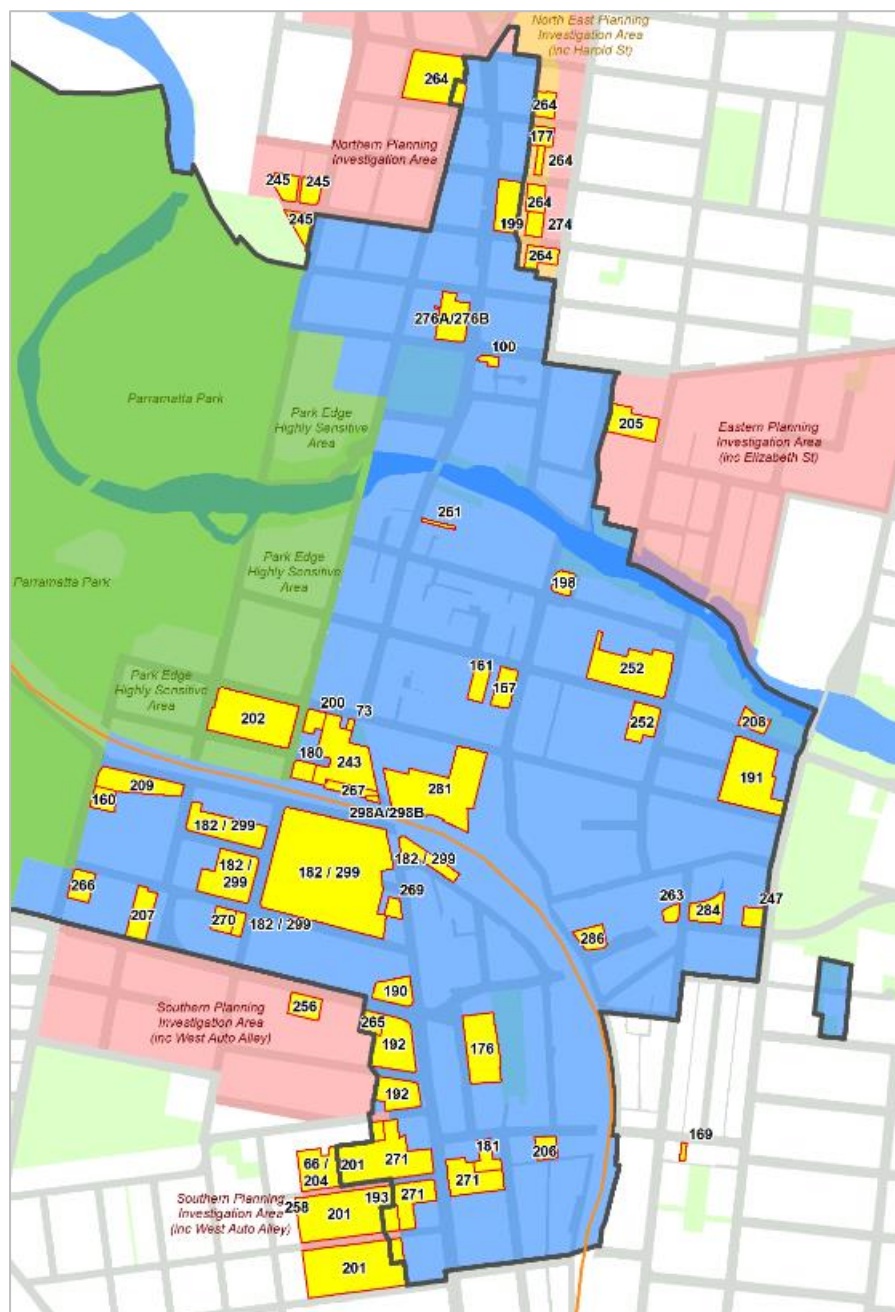 North East Planning
Investigation Area
(inc Harold St)
264
264
Northern Planning
Investigation Area
177
264
245
245
264
245
199
274
264
276A/276B
100
Parramatta Park
Park Edge
Highly Sensitive
Area
205
Eastern Planning
Investigation Area
(inc Elizabeth St)
261
Park Edge
Highly Sensitive
Area
Parramatta Park
198
161
167
252
Park Edge
Highly Sensitive
Area
202
200
73
252
208
180
243
281
191
209
267
160
298A/298B
182 / 299
182 / 299
182 /
299
182 / 299
266
269
263
284
247
207
270
182 / 299
286
190
Southern Planning
Investigation Area
(inc West Auto Alley)
256
265
192
176
192
169
181
206
66 /
204
201
271
271
Southern Planning
Investigation Area
(inc West Auto Alley)
258
193
271
201
201